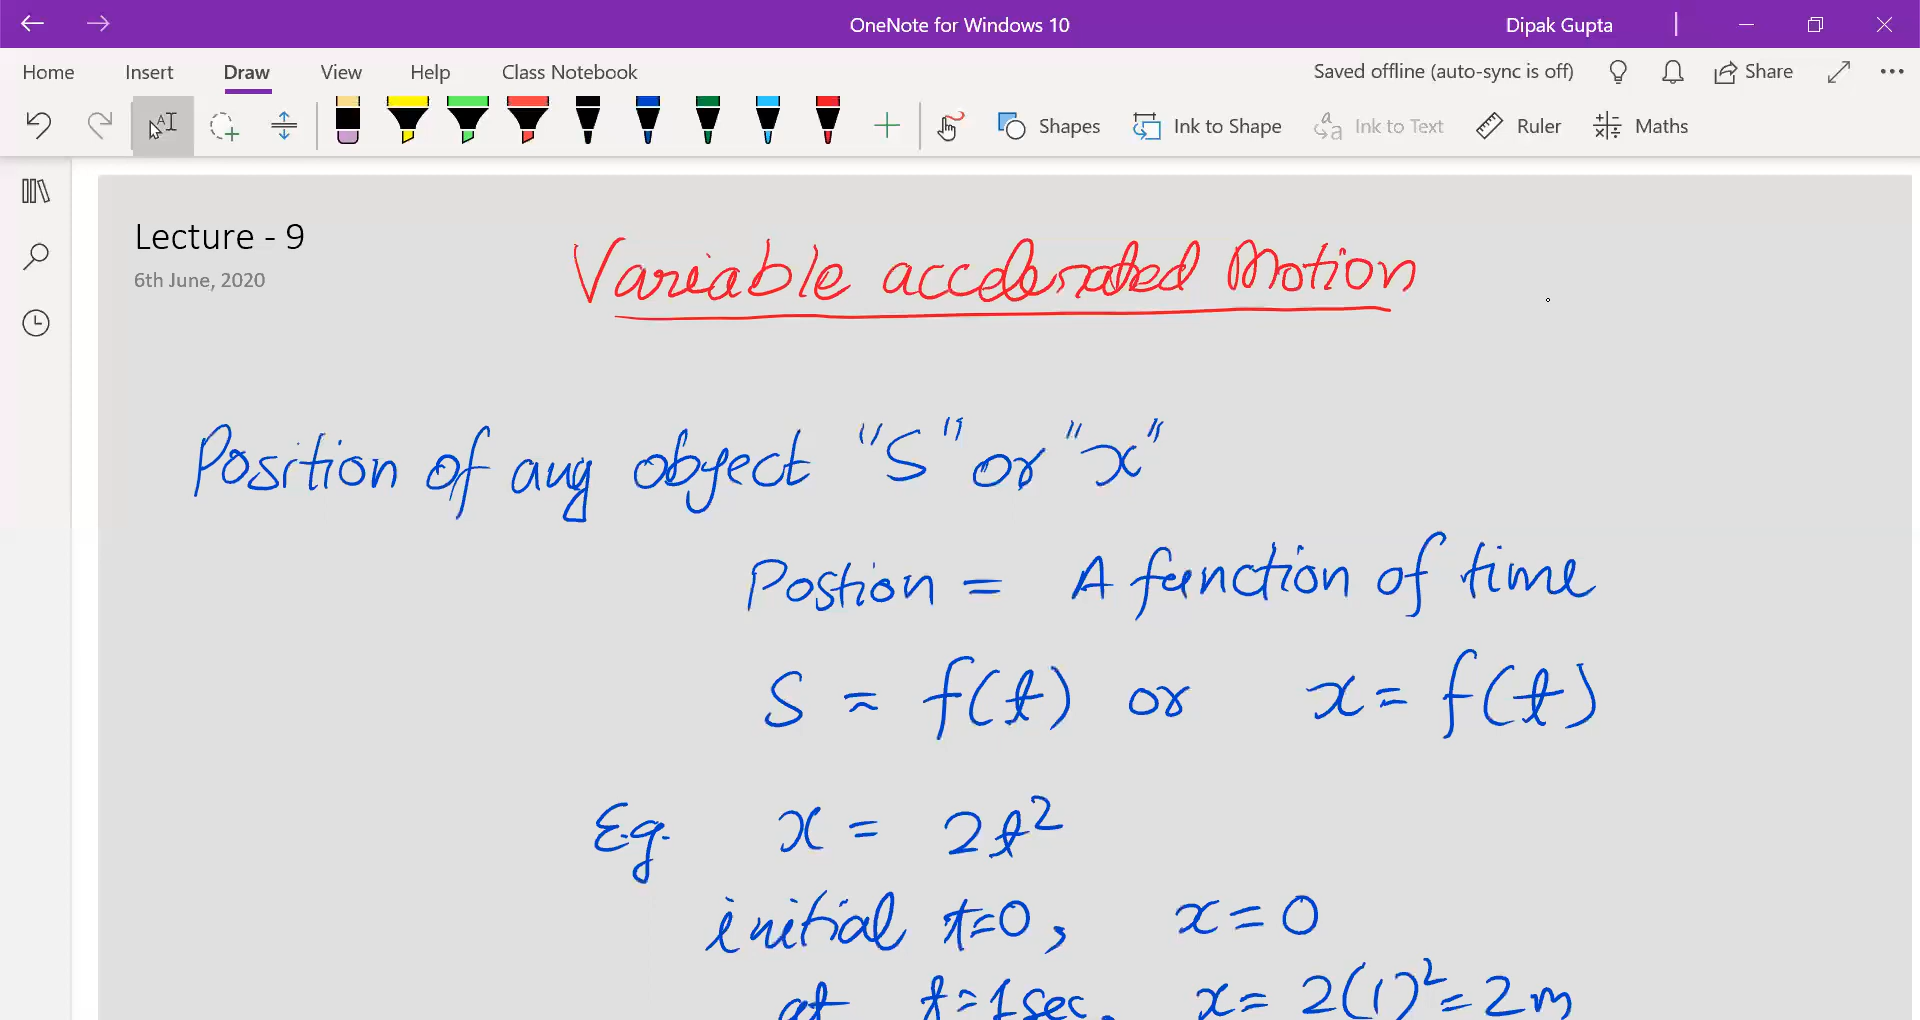 OneNote for Windows 10
Dipak Gupta
Home Insert Draw View Help Class Notebook
Saved offline (auto-sync is off) Share
Shapes Ink to Shape Ink to Text Ruler Maths
Lecture - 9
6th June, 2020
Variable accelerated Motion
Position of any object "S" or "x"
Postion = A function of time
S = f(t) or x = f(t)
E.g. x = 2t²
initial t=0, x=0
at t=1sec, x= 2(1)²=2m